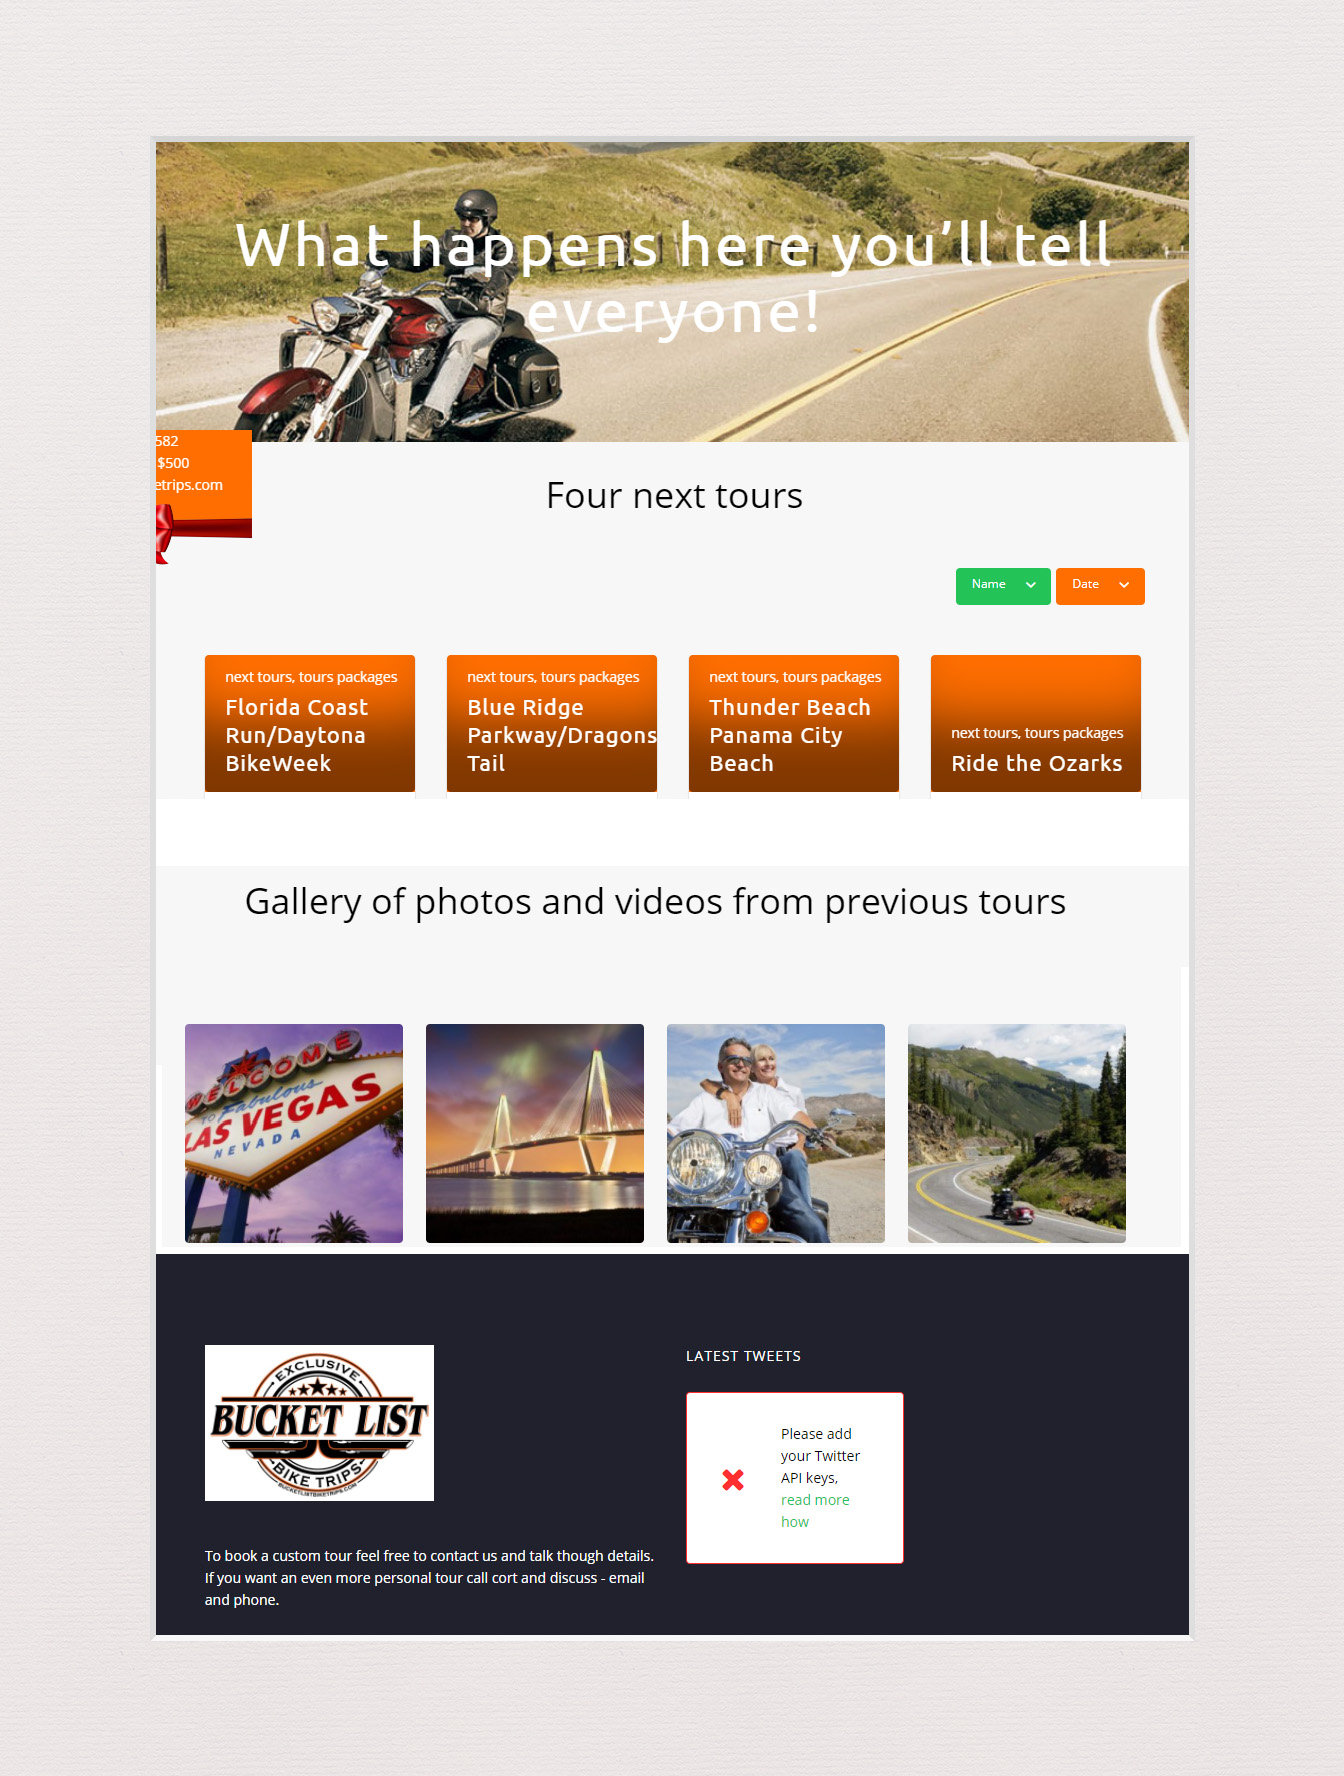 What happens here you’ll tell
everyone!
582
$500
etrips.com
Four next tours
Name
Date
next tours, tours packages
Florida Coast
Run/Daytona
BikeWeek
next tours, tours packages
Blue Ridge
Parkway/Dragons
Tail
next tours, tours packages
Thunder Beach
Panama City
Beach
next tours, tours packages
Ride the Ozarks
Gallery of photos and videos from previous tours
WELCOME
TO Fabulous
LAS VEGAS
NEVADA
EXCLUSIVE
BUCKET LIST
BIKE TRIPS
BUCKETLISTBIKETRIPS.COM
To book a custom tour feel free to contact us and talk though details.
If you want an even more personal tour call cort and discuss - email
and phone.
LATEST TWEETS
Please add
your Twitter
API keys,
read more
how